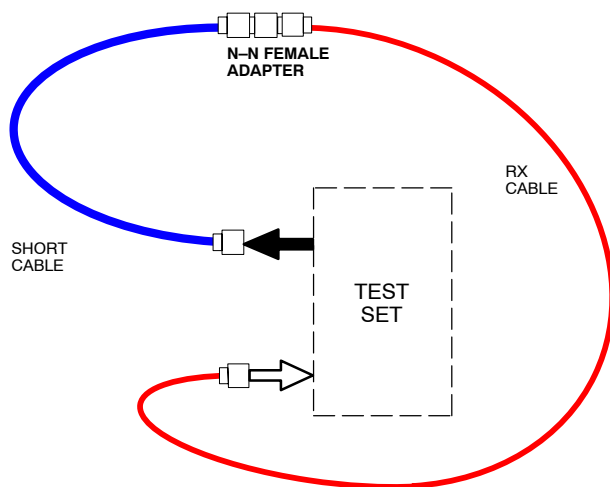 N–N FEMALE
ADAPTER
RX
CABLE
SHORT
CABLE
TEST
SET